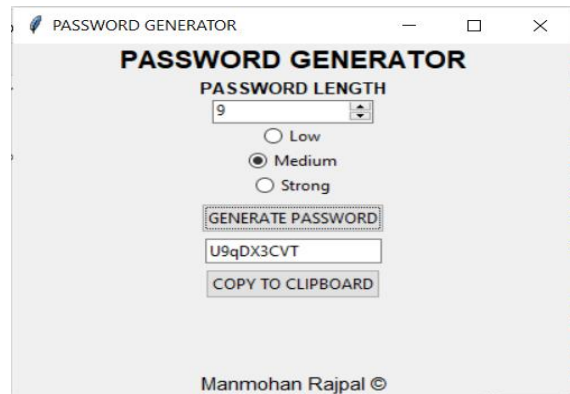 PASSWORD GENERATOR
PASSWORD GENERATOR
PASSWORD LENGTH
9
Low
Medium
Strong
GENERATE PASSWORD
U9qDX3CVT
COPY TO CLIPBOARD
Manmohan Rajpal ©